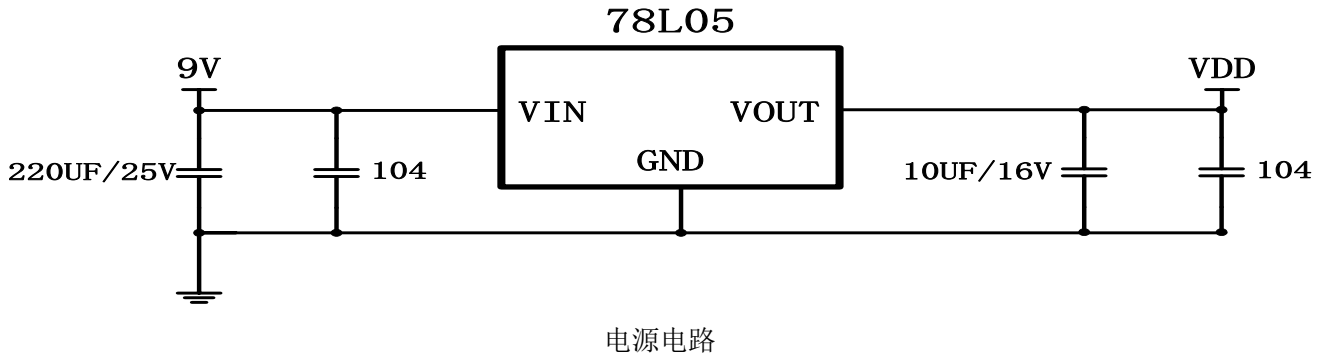 78L05
9V
VDD
VIN
VOUT
GND
220UF/25V
104
10UF/16V
104
电源电路